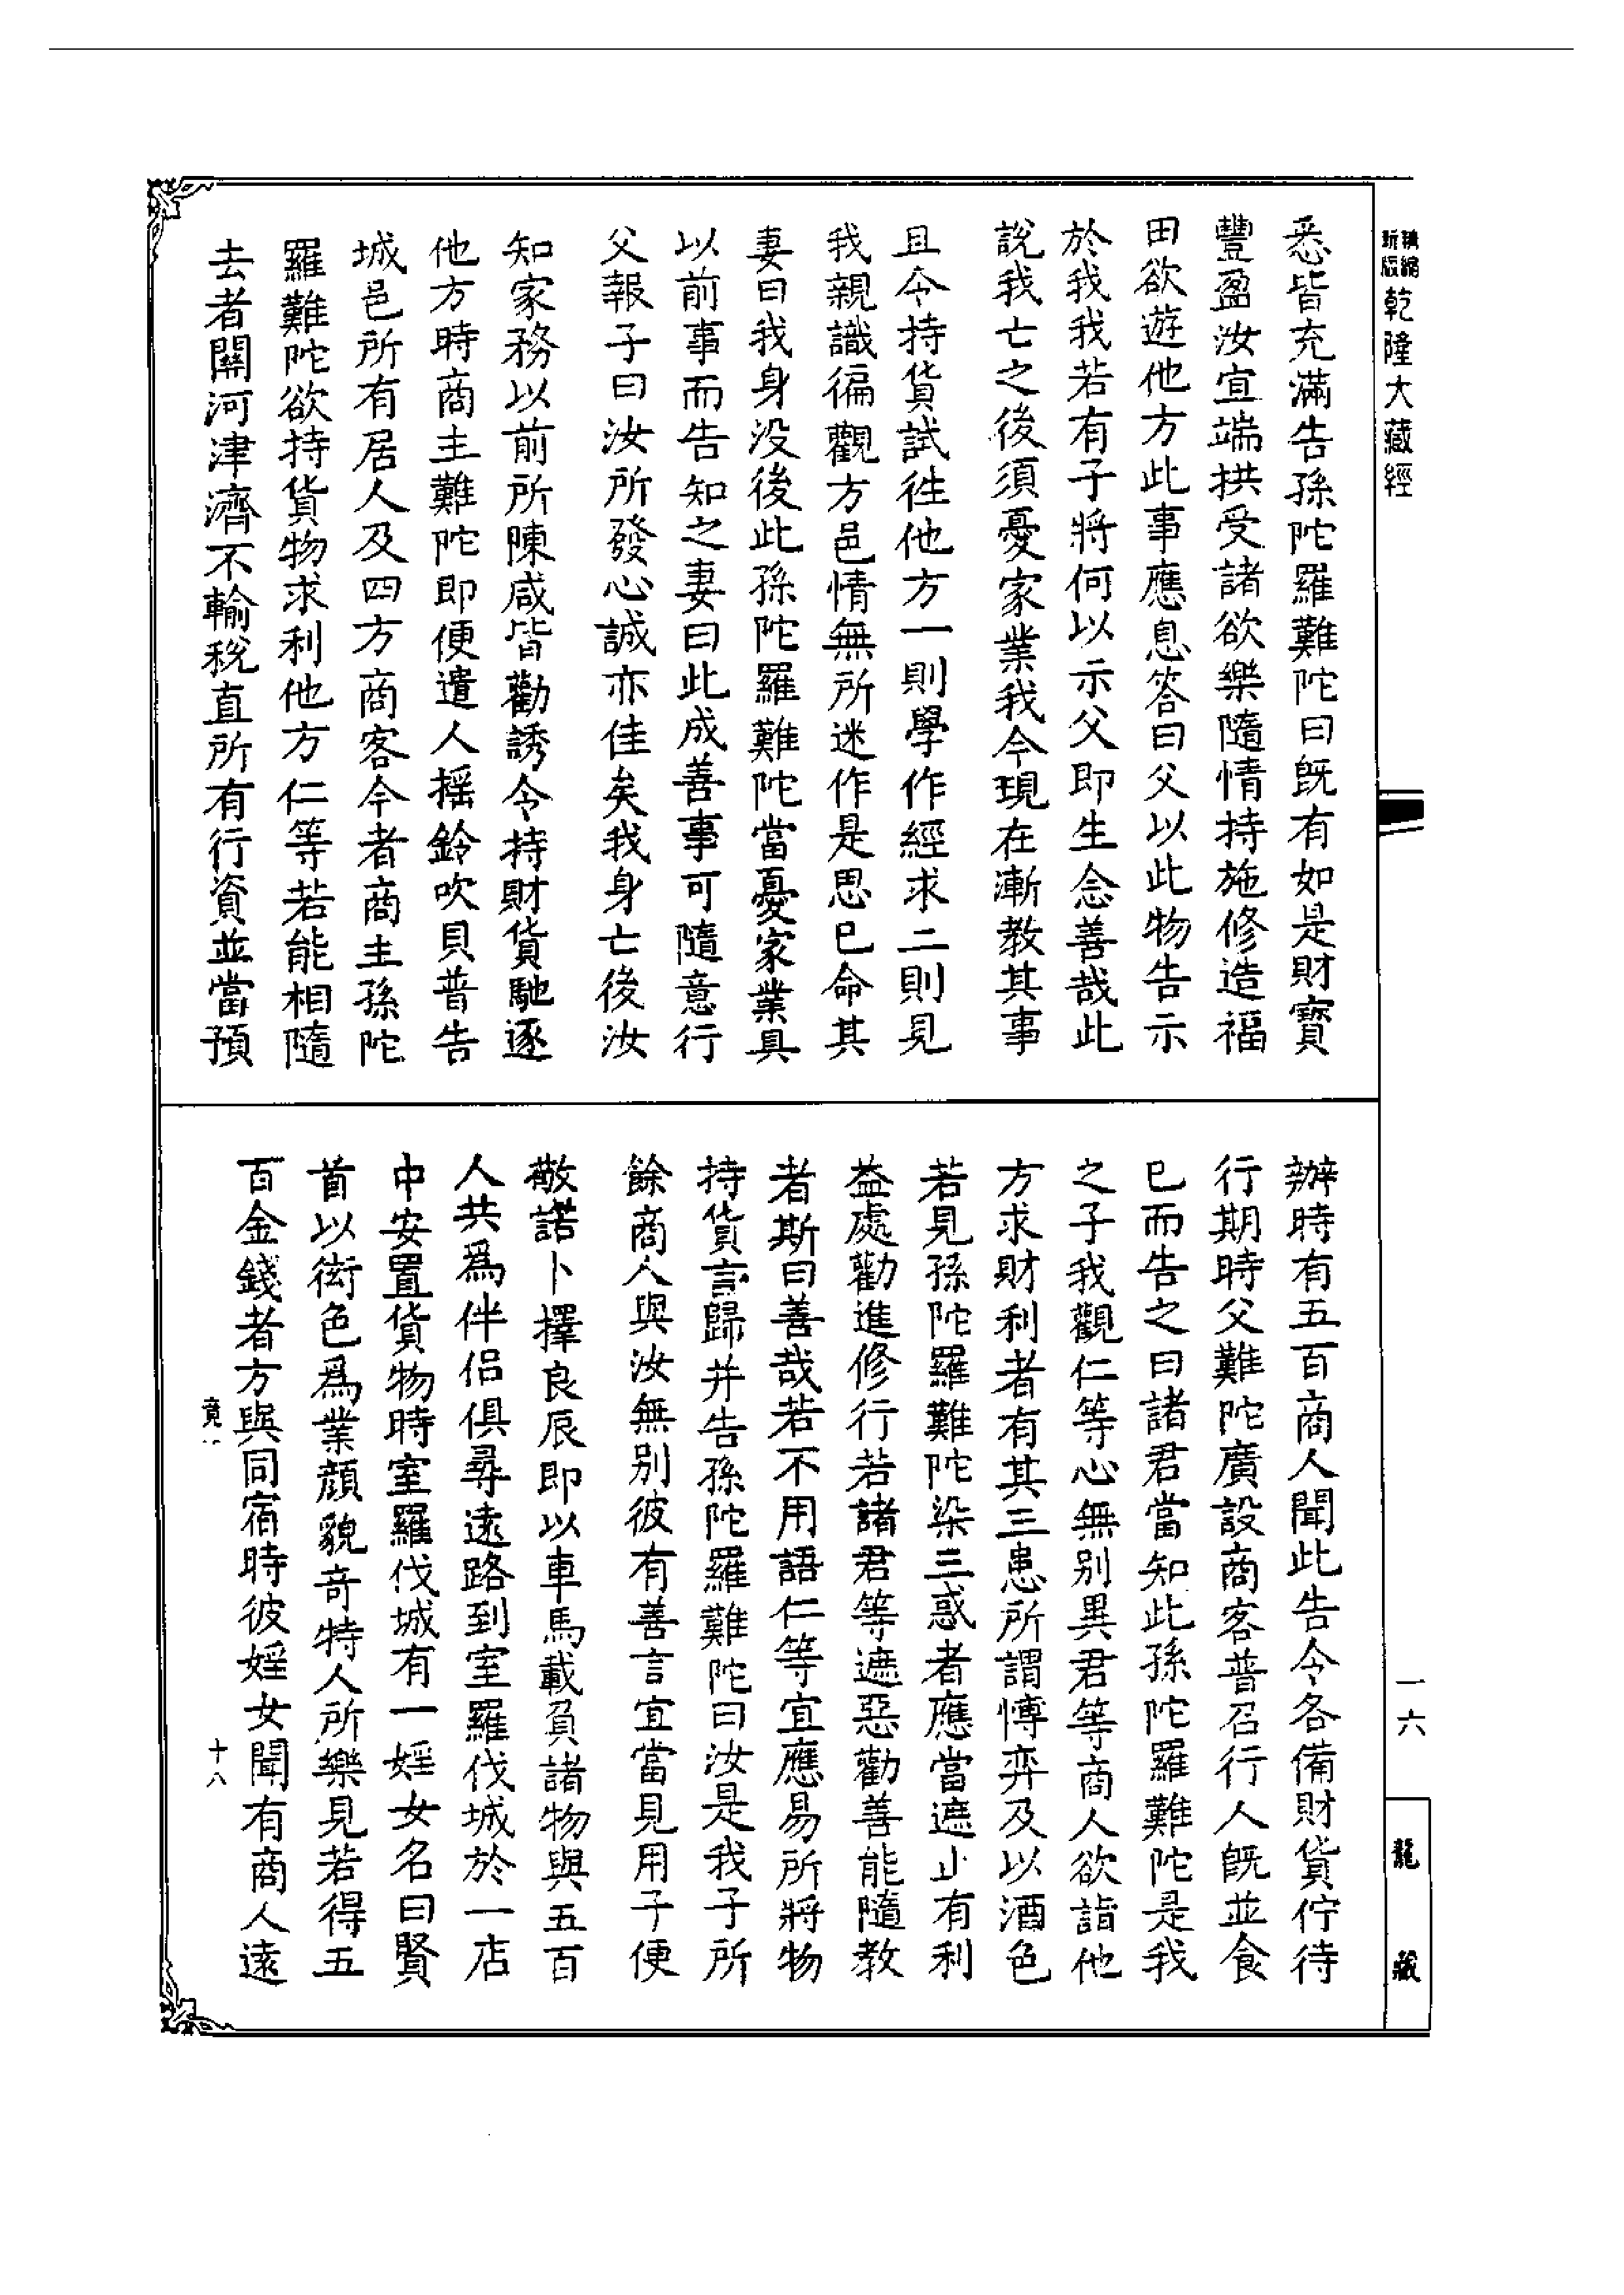 乾隆大藏經
悉皆充滿告孫陀羅難陀曰旣有如是財寳
豐盈汝宜端拱受諸欲樂隨情持施修造福
田欲遊他方此事應息答曰父以此物告示
於我我若有子將何以示父即生念善哉此
說我亡之後須憂家業我今現在漸教其事
且令持貨試徃他方一則學作經求二則見
我親識徧觀方邑情無所迷作是思已命其
妻曰我身没後此孫陀羅難陀當憂家業具
以前事而告知之妻曰此成善事可隨意行
父報子曰汝所發心誠亦佳矣我身亡後汝
知家務以前所陳咸皆勸誘令持財貨馳逐
他方時商主難陀即便遣人摇鈴吹貝普告
城邑所有居人及四方商客今者商主孫陀
羅難陀欲持貨物求利他方仁等若能相隨
去者關河津濟不輸稅直所有行資並當預
辦時有五百商人聞此告令各備財貨佇待
行期時父難陀廣設商客普召行人旣並食
已而告之曰諸君當知此孫陀羅難陀是我
之子我觀仁等心無别異君等商人欲詣他
方求財利者有其三患所謂愽弈及以酒色
若見孫陀羅難陀染三惑者應當遮止有利
益處勸進修行若諸君等遮惡勸善能隨教
者斯曰善哉若不用語仁等宜應易所將物
持貨言歸并告孫陀羅難陀曰汝是我子所
餘商人與汝無别彼有善言宜當見用子便
敬諾卜擇良辰即以車馬載負諸物與五百
人共爲伴侶俱尋遠路到室羅伐城於一店
中安置貨物時室羅伐城有一婬女名曰賢
首以衒色爲業顔貌奇特人所樂見若得五
百金錢者方與同宿時彼婬女聞有商人遠
竟
十八
一六
龍藏